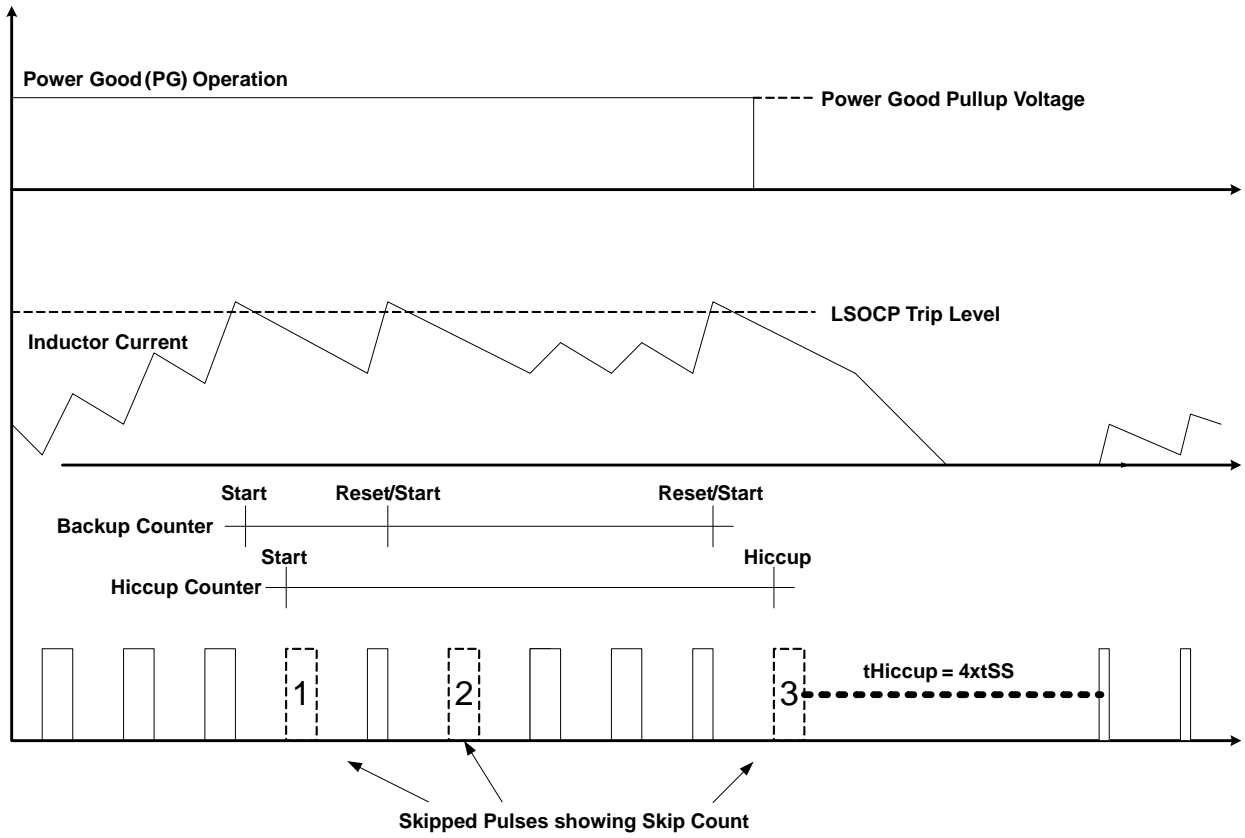 Power Good (PG) Operation
Power Good Pullup Voltage
LSOCP Trip Level
Inductor Current
Start Reset/Start Reset/Start
Backup Counter
Start Hiccup
Hiccup Counter
tHiccup = 4xtSS
1 2 3
Skipped Pulses showing Skip Count